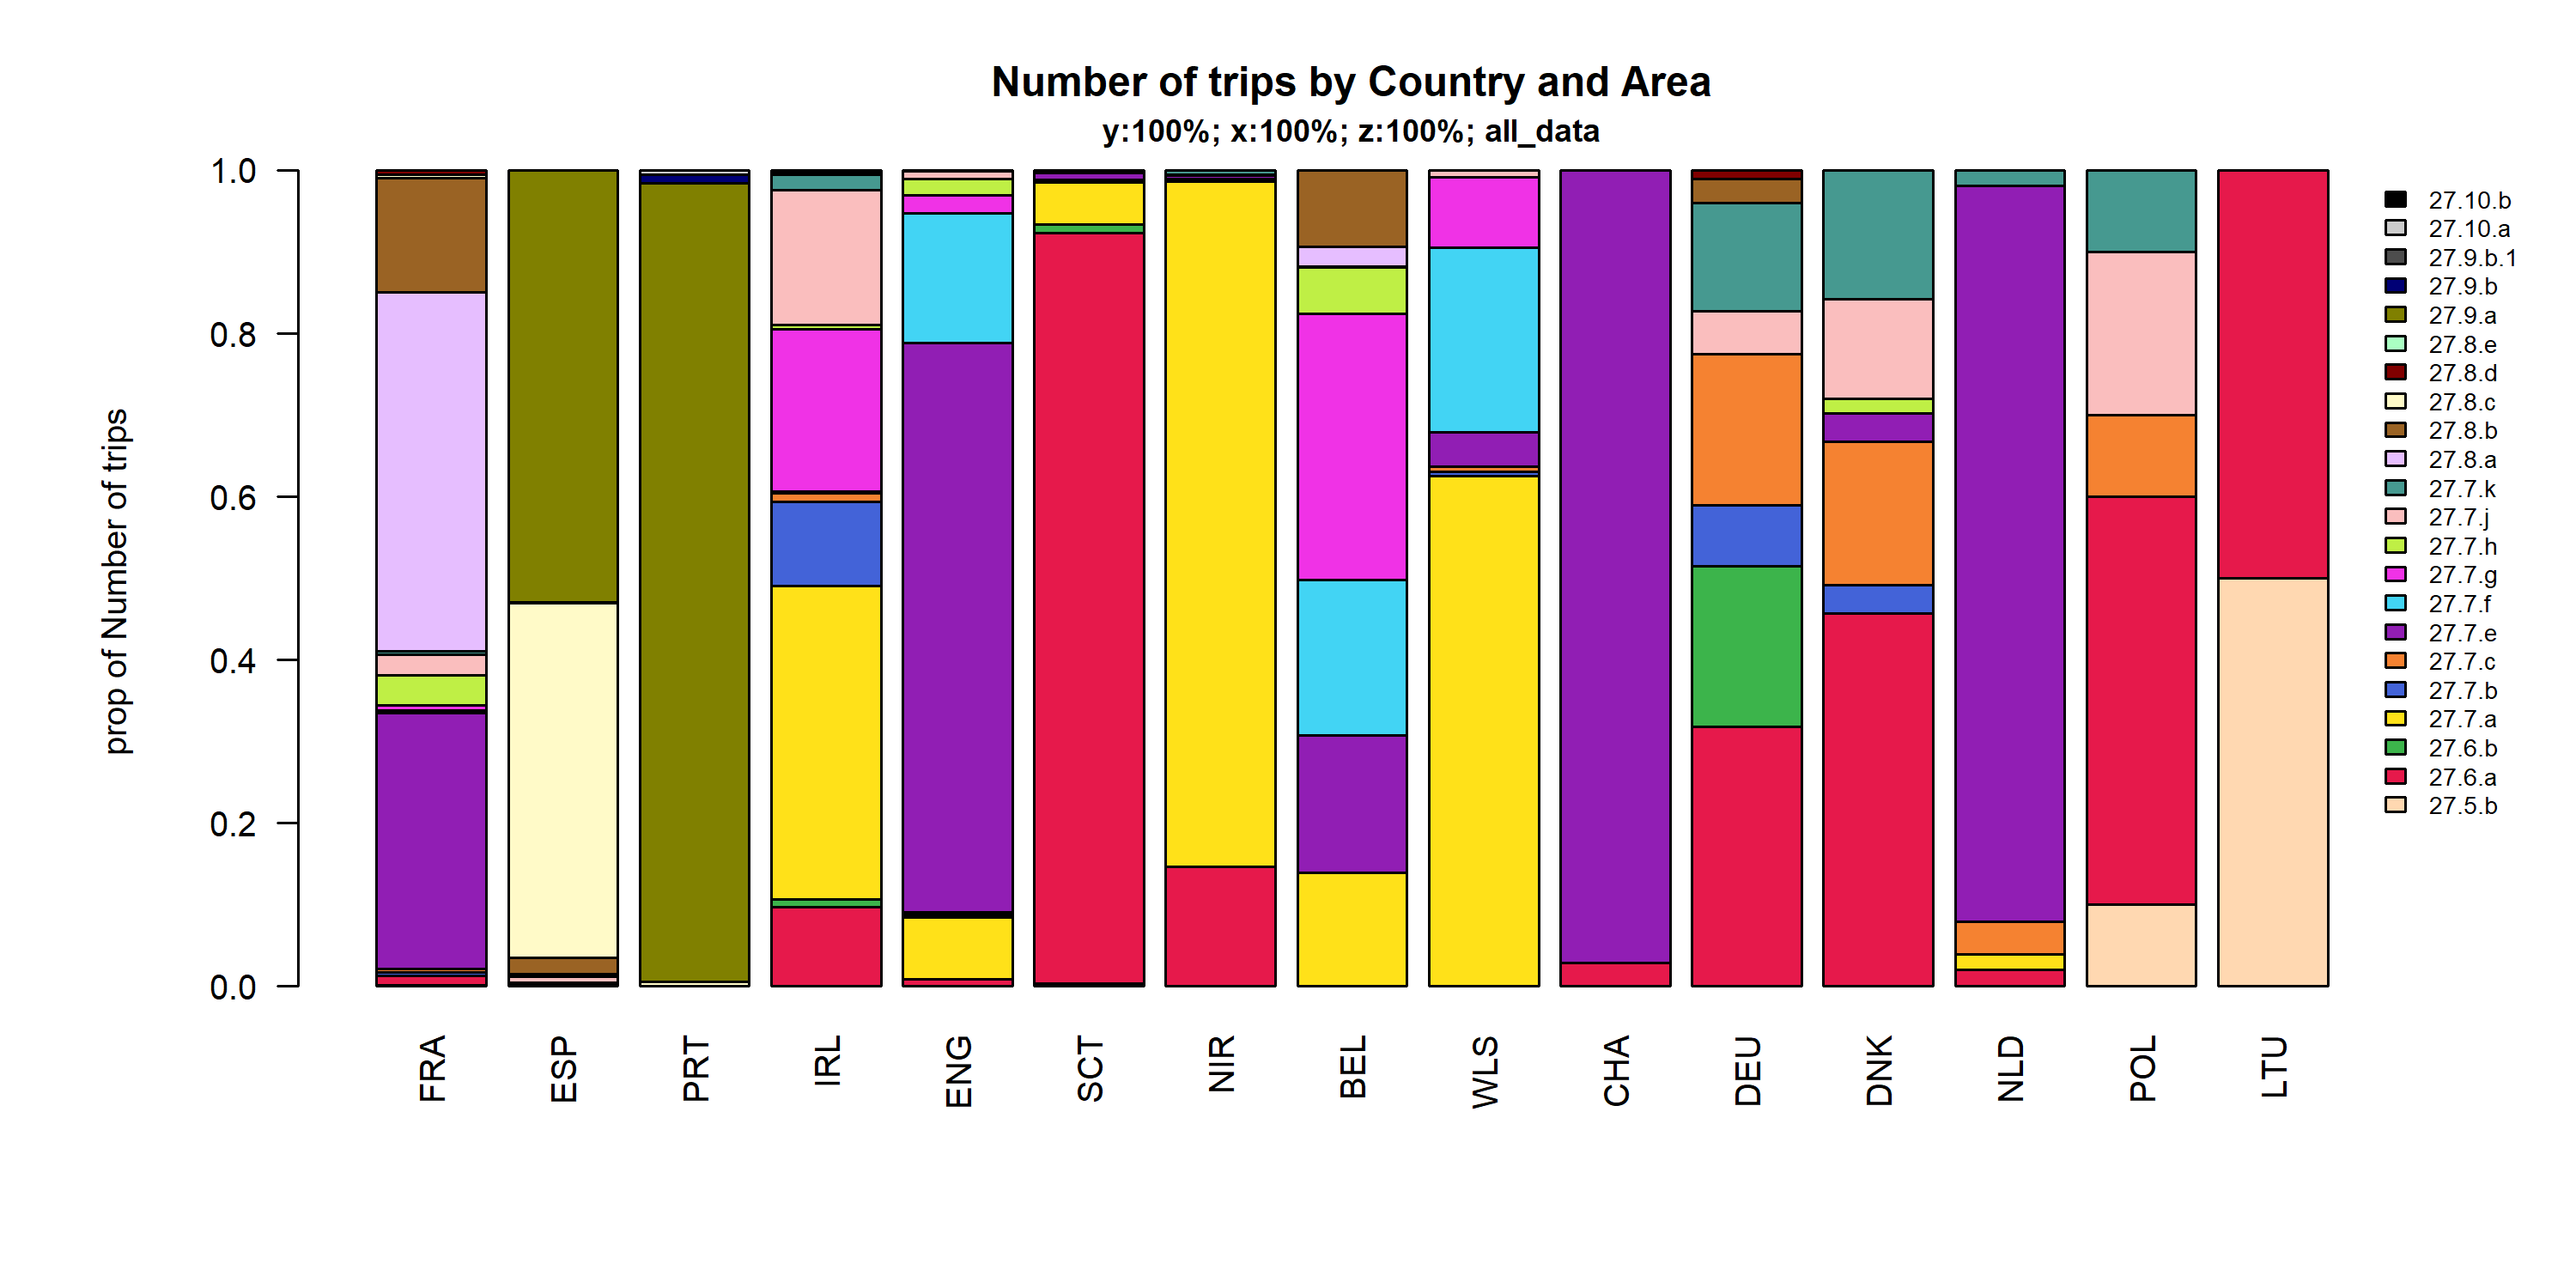 Number of trips by Country and Area
y:100%; x:100%; z:100%; all_data
prop of Number of trips
1.0
0.8
0.6
0.4
0.2
0.0
FRA
ESP
PRT
IRL
ENG
SCT
NIR
BEL
WLS
CHA
DEU
DNK
NLD
POL
LTU
27.10.b
27.10.a
27.9.b.1
27.9.b
27.9.a
27.8.e
27.8.d
27.8.c
27.8.b
27.8.a
27.7.k
27.7.j
27.7.h
27.7.g
27.7.f
27.7.e
27.7.c
27.7.b
27.7.a
27.6.b
27.6.a
27.5.b